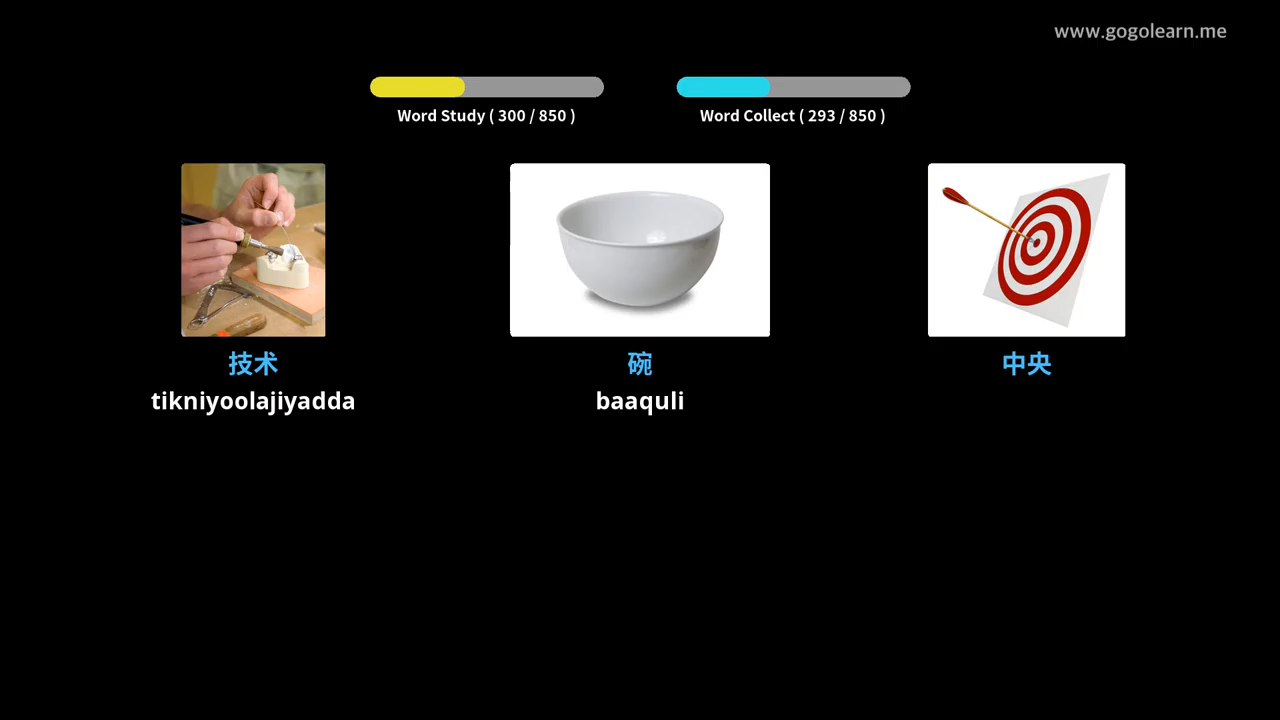 www.gogolearn.me
Word Study ( 300 / 850 )
Word Collect ( 293 / 850 )
技术
碗
中央
tikniyoolajiyadda
baaquli